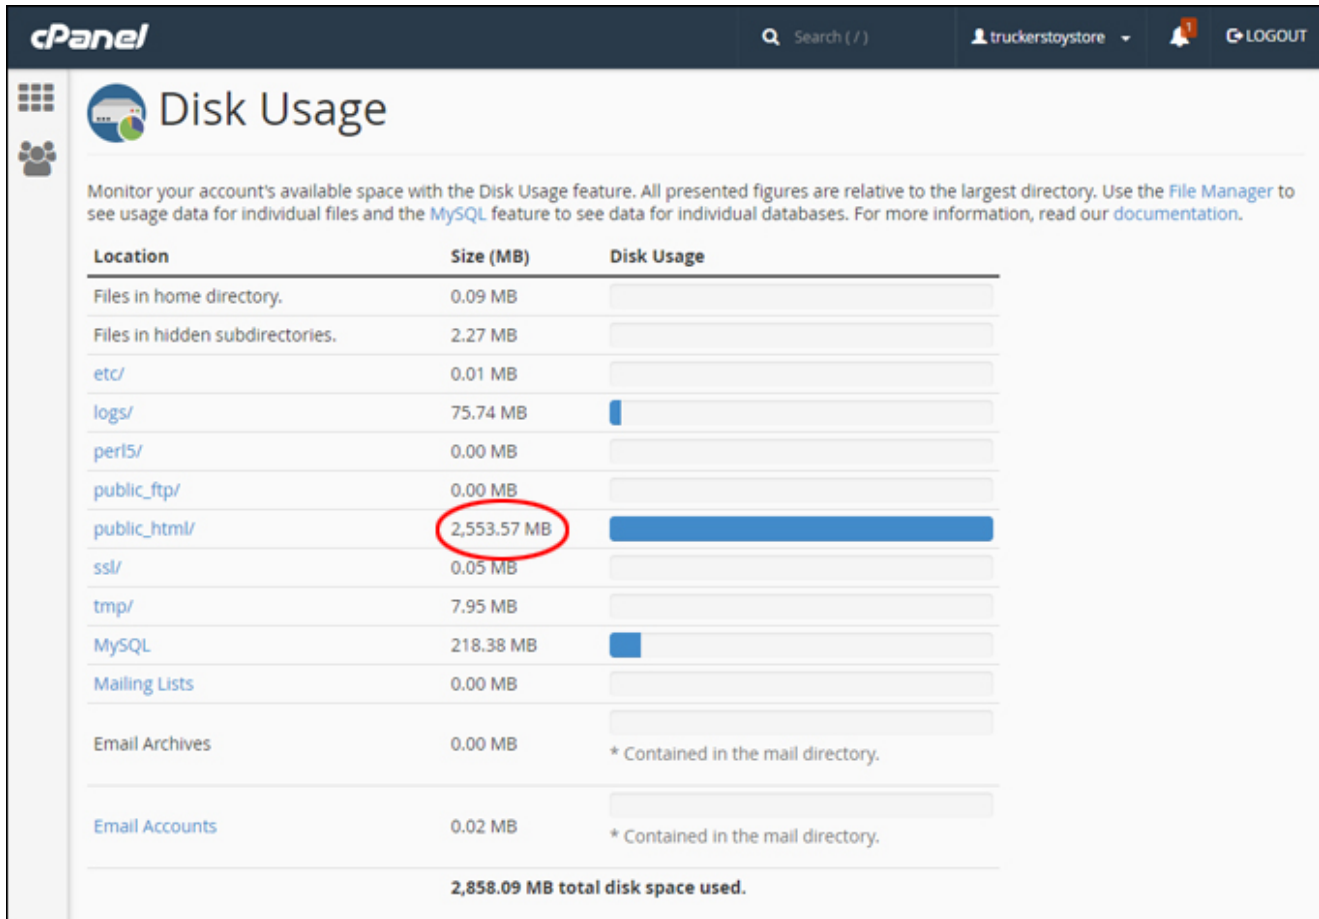 cPanel
Search ( / )
truckerstoystore
1
LOGOUT
Disk Usage
Monitor your account's available space with the Disk Usage feature. All presented figures are relative to the largest directory. Use the File Manager to
see usage data for individual files and the MySQL feature to see data for individual databases. For more information, read our documentation.
Location Size (MB) Disk Usage
Files in home directory. 0.09 MB
Files in hidden subdirectories. 2.27 MB
etc/ 0.01 MB
logs/ 75.74 MB
perl5/ 0.00 MB
public_ftp/ 0.00 MB
public_html/ 2,553.57 MB
ssl/ 0.05 MB
tmp/ 7.95 MB
MySQL 218.38 MB
Mailing Lists 0.00 MB
Email Archives 0.00 MB
* Contained in the mail directory.
Email Accounts 0.02 MB
* Contained in the mail directory.
2,858.09 MB total disk space used.